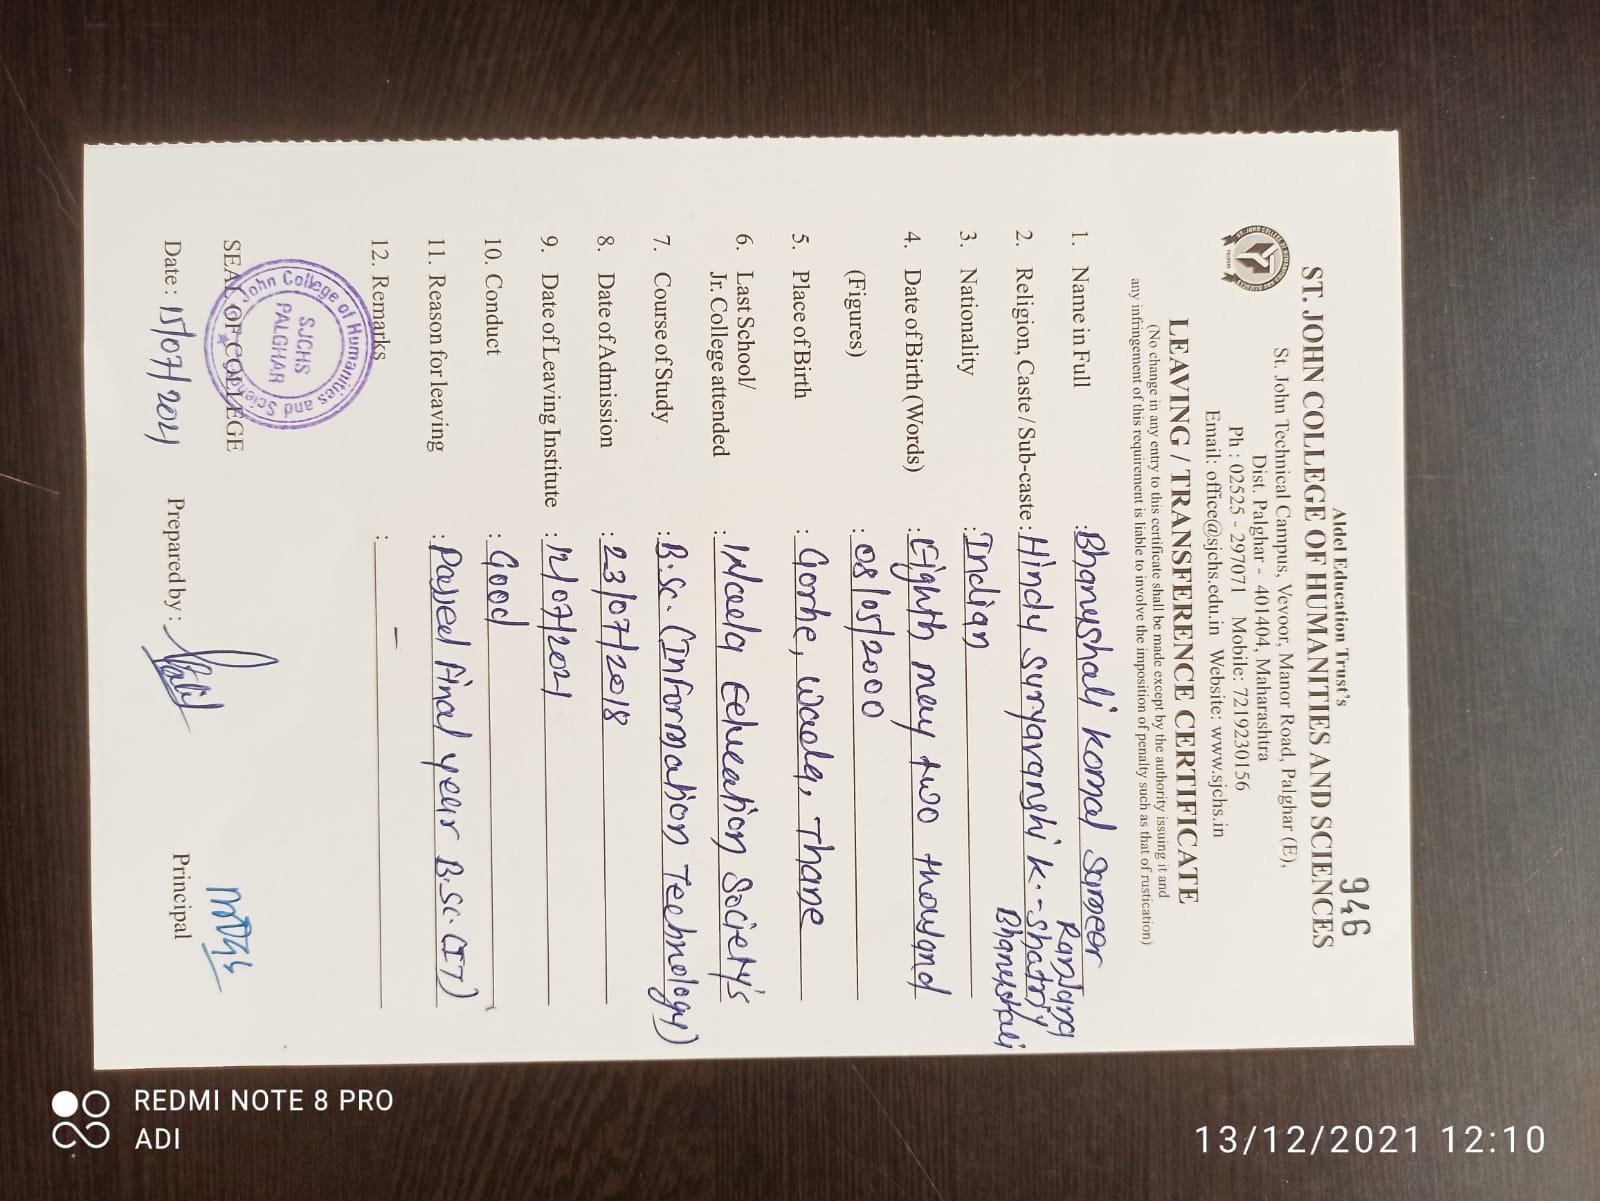 946
Aldel Education Trust's
ST. JOHN COLLEGE OF HUMANITIES AND SCIENCES
St. John Technical Campus, Vevoor, Manor Road, Palghar (E),
Dist. Palghar - 401404, Maharashtra
Ph : 02525 - 297071 Mobile: 7219230156
Email: office@sjchs.edu.in Website: www.sjchs.in
LEAVING / TRANSFERENCE CERTIFICATE
(No change in any entry to this certificate shall be made except by the authority issuing it and
any infringement of this requirement is liable to involve the imposition of penalty such as that of rustication)
1. Name in Full : Bhanushali Komal Sameer
Ranjana
2. Religion, Caste / Sub-caste : Hindu Suryavanshi K.-shatriy
Bhanushali
3. Nationality : Indian
4. Date of Birth (Words) : Eighth may two thousand
(Figures) : 08/05/2000
5. Place of Birth : Gorhe, Wada, Thane
6. Last School/
Jr. College attended : Wada Education Society's
7. Course of Study : B.Sc. (Information Technology)
8. Date of Admission : 23/07/2018
9. Date of Leaving Institute : 12/07/2021
10. Conduct : Good
11. Reason for leaving : Passed final year B.Sc. (IT)
12. Remarks : —
St. John College of Humanities and Sciences
SJCHS
PALGHAR
SEAL OF COLLEGE
Date : 15/07/2021 Prepared by : Principal
REDMI NOTE 8 PRO
ADI
13/12/2021 12:10